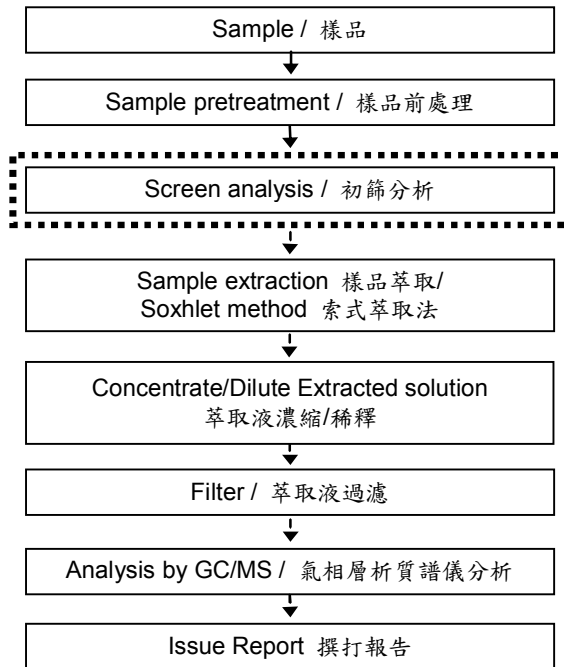 Sample / 樣品
Sample pretreatment / 樣品前處理
Screen analysis / 初篩分析
Sample extraction 樣品萃取/
Soxhlet method 索式萃取法
Concentrate/Dilute Extracted solution
萃取液濃縮/稀釋
Filter / 萃取液過濾
Analysis by GC/MS / 氣相層析質譜儀分析
Issue Report 撰打報告